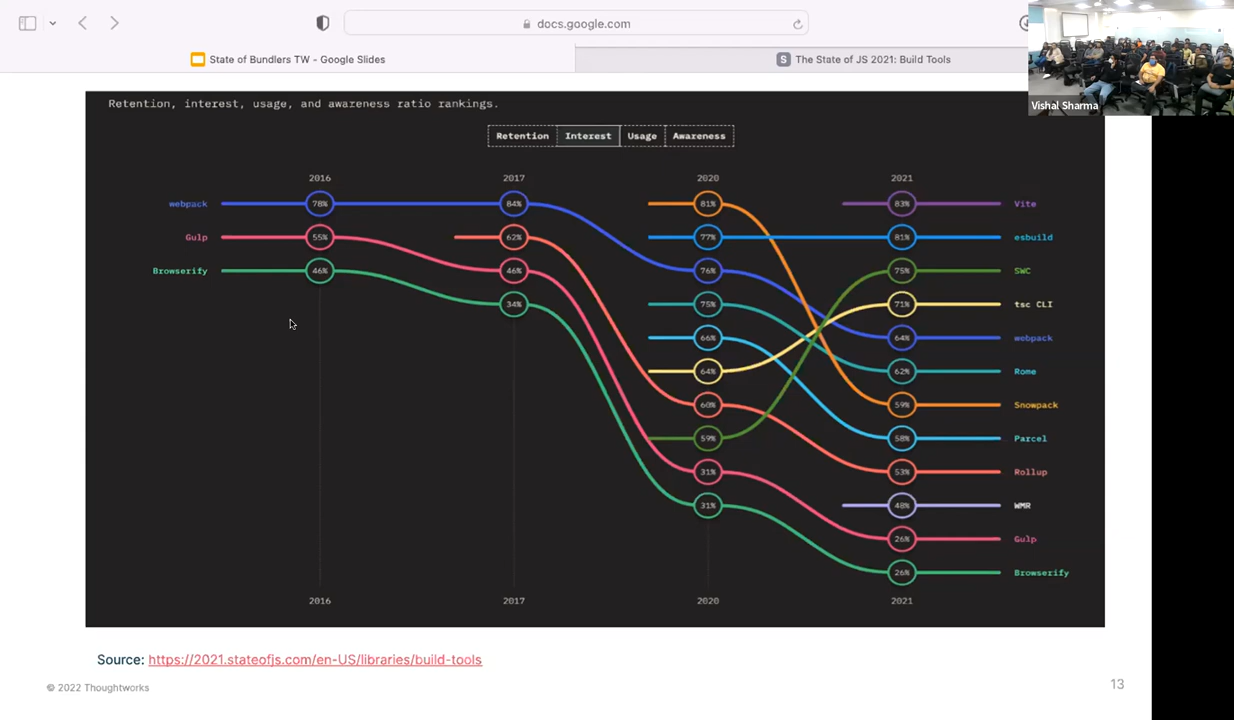 docs.google.com
State of Bundlers TW - Google Slides
S The State of JS 2021: Build Tools
Vishal Sharma
Retention, interest, usage, and awareness ratio rankings.
Retention Interest Usage Awareness
2016 2017 2020 2021
webpack 78% 84% 81% 83% Vite
Gulp 55% 62% 77% 81% esbuild
Browserify 46% 46% 76% 75% SWC
34% 75% 71% tsc CLI
66% 64% webpack
64% 62% Rome
60% 59% Snowpack
59% 58% Parcel
31% 53% Rollup
31% 48% WMR
26% Gulp
26% Browserify
2016 2017 2020 2021
Source: https://2021.stateofjs.com/en-US/libraries/build-tools
© 2022 Thoughtworks
13